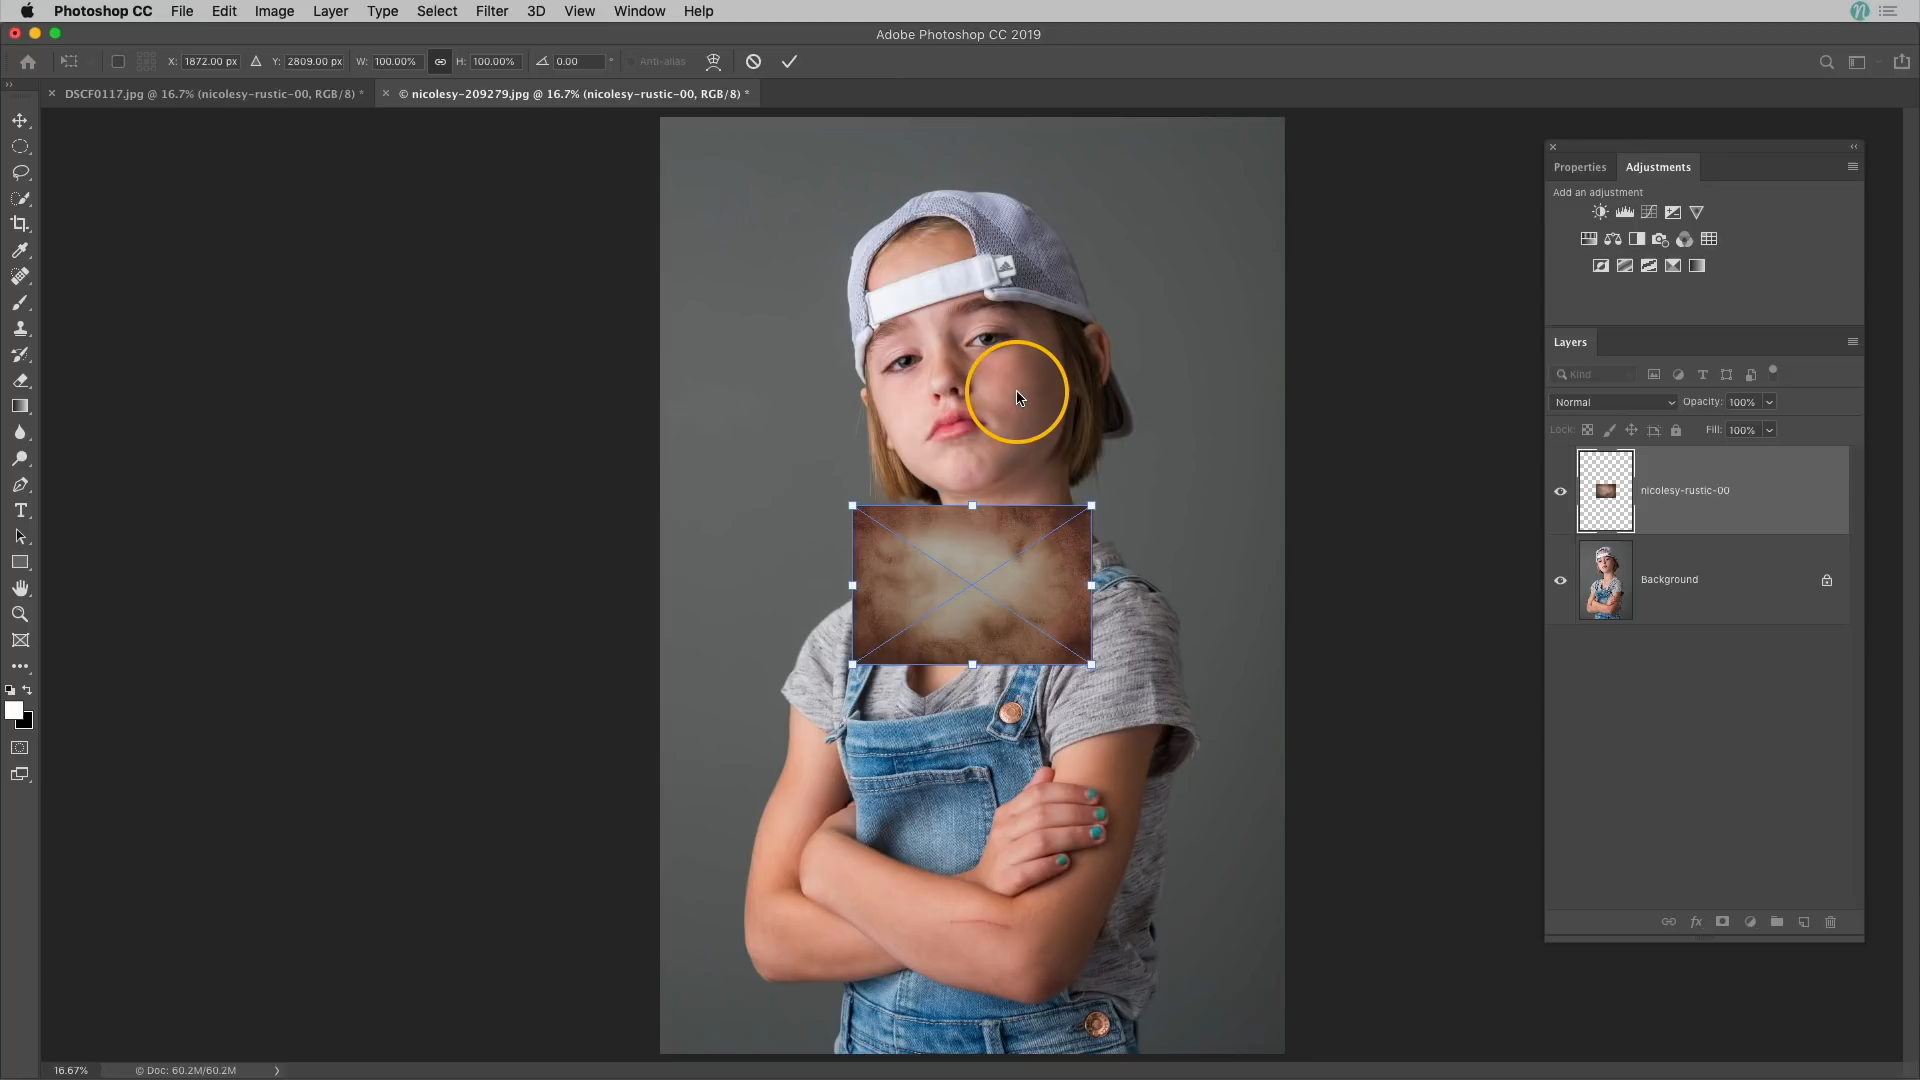 Photoshop CC File Edit Image Layer Type Select Filter 3D View Window Help
Adobe Photoshop CC 2019
X: 1872.00 px Y: 2809.00 px W: 100.00% H: 100.00% 0.00 ° Anti-alias
DSCF0117.jpg @ 16.7% (nicolesy-rustic-00, RGB/8) * © nicolesy-209279.jpg @ 16.7% (nicolesy-rustic-00, RGB/8) *
Properties Adjustments
Add an adjustment
Layers
Kind
Normal Opacity: 100%
Lock: Fill: 100%
nicolesy-rustic-00
Background
16.67% © Doc: 60.2M/60.2M